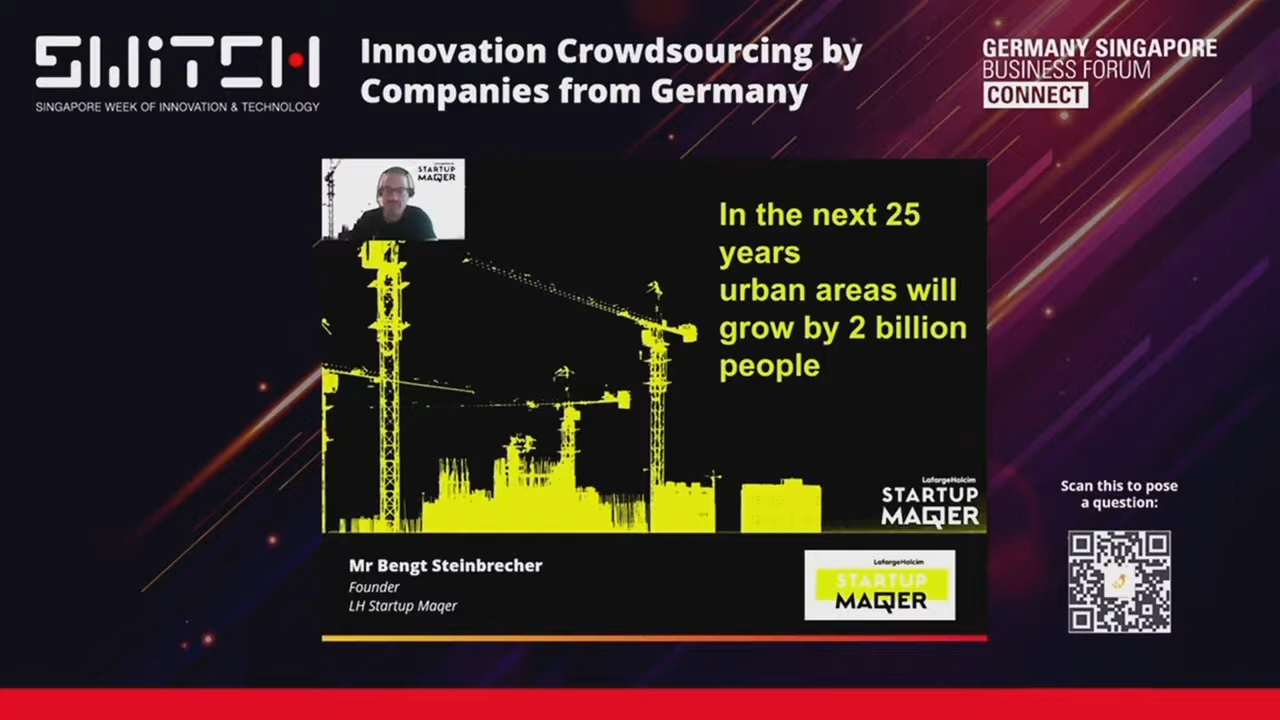 SWITCH
SINGAPORE WEEK OF INNOVATION & TECHNOLOGY
Innovation Crowdsourcing by
Companies from Germany
GERMANY SINGAPORE
BUSINESS FORUM
CONNECT
STARTUP
MAQER
In the next 25
years
urban areas will
grow by 2 billion
people
LafargeHolcim
STARTUP
MAQER
Mr Bengt Steinbrecher
Founder
LH Startup Maqer
LafargeHolcim
STARTUP
MAQER
Scan this to pose
a question: